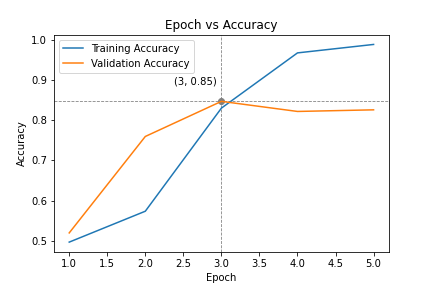 Epoch vs Accuracy
1.0
0.9
0.8
0.7
0.6
0.5
Accuracy
Training Accuracy
Validation Accuracy
(3, 0.85)
1.0 1.5 2.0 2.5 3.0 3.5 4.0 4.5 5.0
Epoch